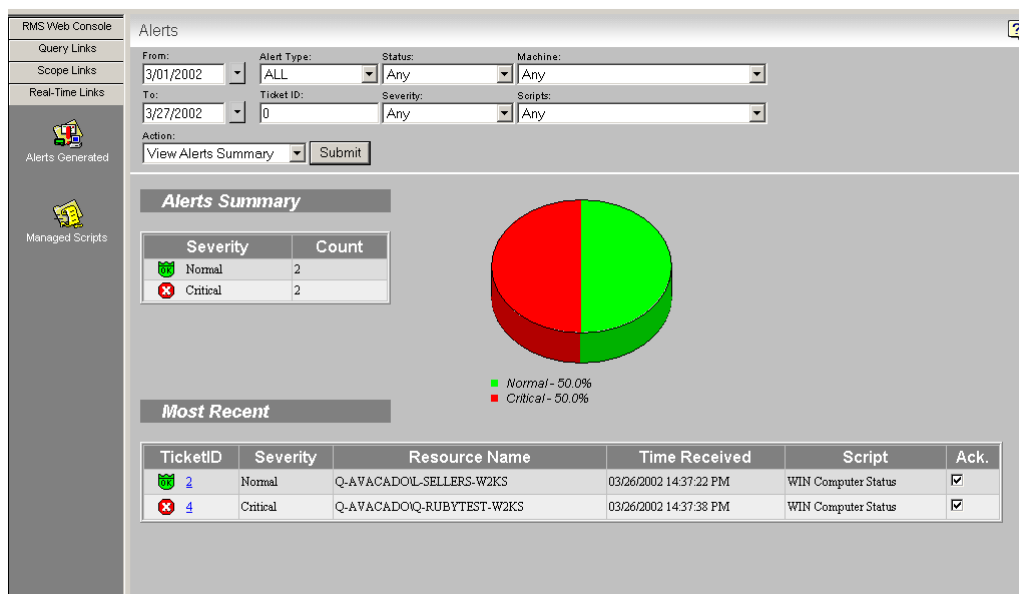 RMS Web Console
Query Links
Scope Links
Real-Time Links
Alerts Generated
Managed Scripts
Alerts
?
From: Alert Type: Status: Machine:
3/01/2002 ALL Any Any
To: Ticket ID: Severity: Scripts:
3/27/2002 0 Any Any
Action:
View Alerts Summary Submit
Alerts Summary
Severity Count
OK Normal 2
Critical 2
Normal - 50.0%
Critical - 50.0%
Most Recent
TicketID Severity Resource Name Time Received Script Ack.
OK 2 Normal Q-AVACADO\L-SELLERS-W2KS 03/26/2002 14:37:22 PM WIN Computer Status
4 Critical Q-AVACADO\Q-RUBYTEST-W2KS 03/26/2002 14:37:38 PM WIN Computer Status